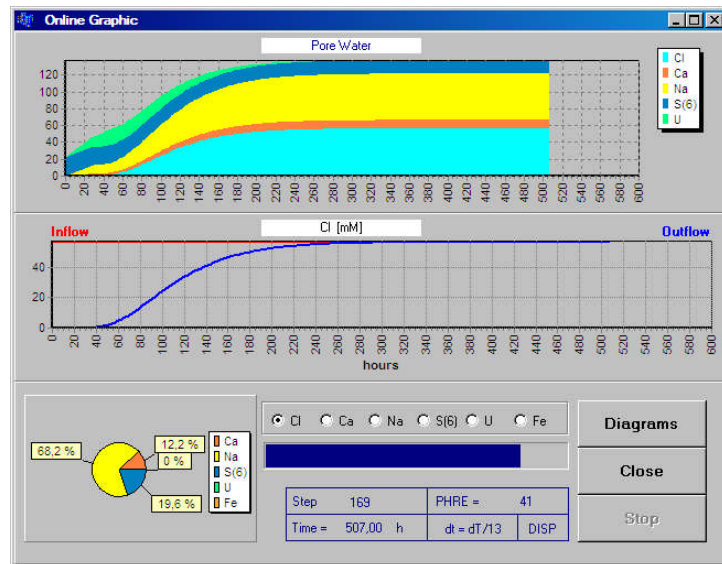 Online Graphic
Pore Water
120
100
80
60
40
20
0
0 20 40 60 80 100 120 140 160 180 200 220 240 260 280 300 320 340 360 380 400 420 440 460 480 500 520 540 560 580 600
Cl
Ca
Na
S(6)
U
Inflow
Cl [mM]
Outflow
40
20
0
0 20 40 60 80 100 120 140 160 180 200 220 240 260 280 300 320 340 360 380 400 420 440 460 480 500 520 540 560 580 600
hours
68,2 %
12,2 %
0 %
19,6 %
Ca
Na
S(6)
U
Fe
Cl Ca Na S(6) U Fe
Step 169 PHRE = 41
Time = 507,00 h dt = dT/13 DISP
Diagrams
Close
Stop